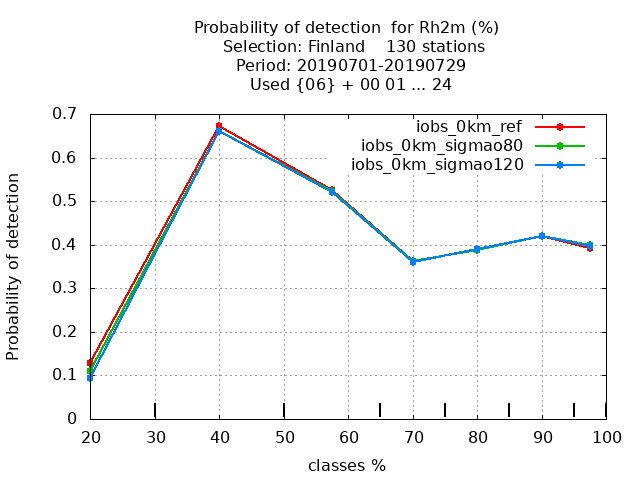 Probability of detection  for Rh2m (%)
Selection: Finland    130 stations
Period: 20190701-20190729
Used {06} + 00 01 ... 24
iobs_0km_ref
iobs_0km_sigmao80
iobs_0km_sigmao120
Probability of detection
0.7
0.6
0.5
0.4
0.3
0.2
0.1
0
20 30 40 50 60 70 80 90 100
classes %